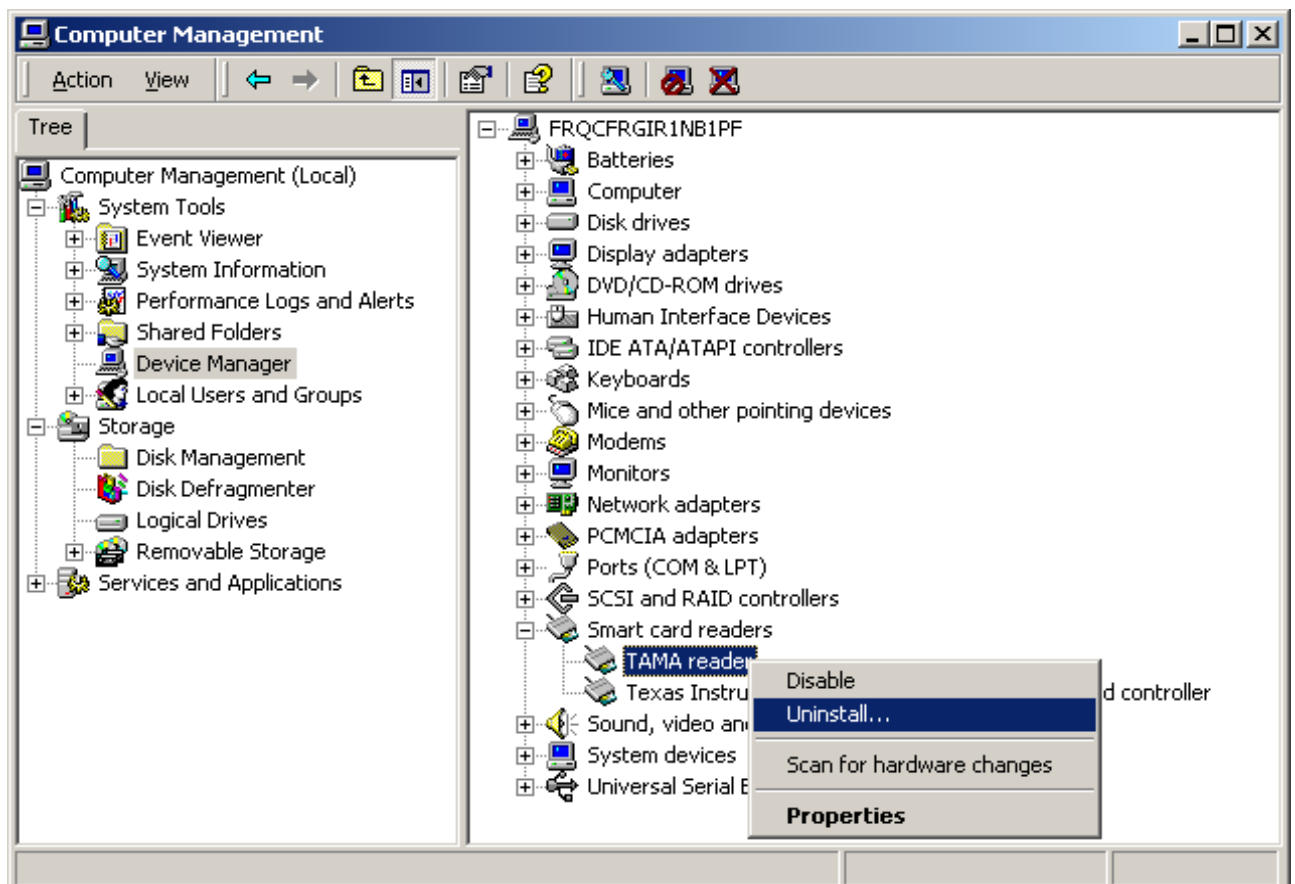 Computer Management
Action View
Tree
Computer Management (Local)
System Tools
Event Viewer
System Information
Performance Logs and Alerts
Shared Folders
Device Manager
Local Users and Groups
Storage
Disk Management
Disk Defragmenter
Logical Drives
Removable Storage
Services and Applications
FRQCFRGIR1NB1PF
Batteries
Computer
Disk drives
Display adapters
DVD/CD-ROM drives
Human Interface Devices
IDE ATA/ATAPI controllers
Keyboards
Mice and other pointing devices
Modems
Monitors
Network adapters
PCMCIA adapters
Ports (COM & LPT)
SCSI and RAID controllers
Smart card readers
TAMA reader
Texas Instru d controller
Sound, video an
System devices
Universal Serial
Disable
Uninstall...
Scan for hardware changes
Properties